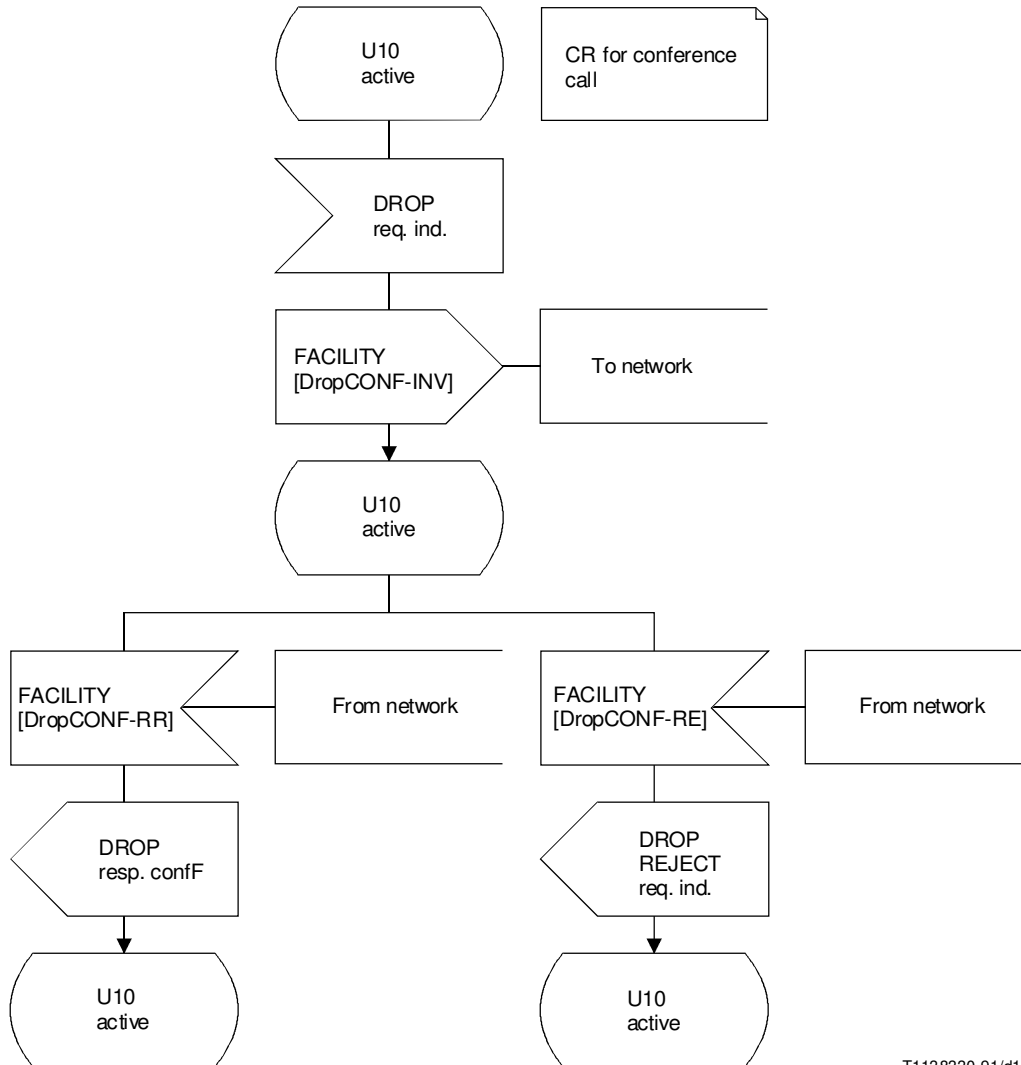 U10
active
CR for conference
call
DROP
req. ind.
FACILITY
[DropCONF-INV]
To network
U10
active
FACILITY
[DropCONF-RR]
From network
FACILITY
[DropCONF-RE]
From network
DROP
resp. confF
DROP
REJECT
req. ind.
U10
active
U10
active